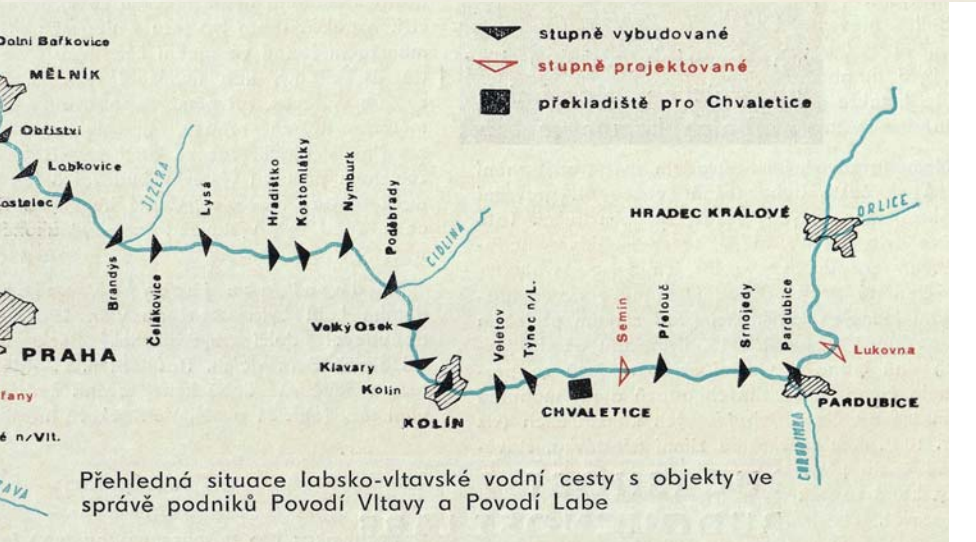 Dolní Bařkovice
MĚLNÍK
Obříství
Lobkovice
Kostelec
JIZERA
Lysá
Hradištko
Kostomlátky
Nymburk
Poděbrady
CIDLINA
Brandýs
Čelákovice
Velký Osek
Klavary
Kolín
KOLÍN
PRAHA
é n/Vlt.
stupně vybudované
stupně projektované
překladiště pro Chvaletice
HRADEC KRÁLOVÉ
ORLICE
Veletov
Týnec n/L.
CHVALETICE
Semín
Přelouč
Srnojedy
Pardubice
Lukovna
PARDUBICE
CHRUDIMKA
Přehledná situace labsko-vltavské vodní cesty s objekty ve
správě podniků Povodí Vltavy a Povodí Labe